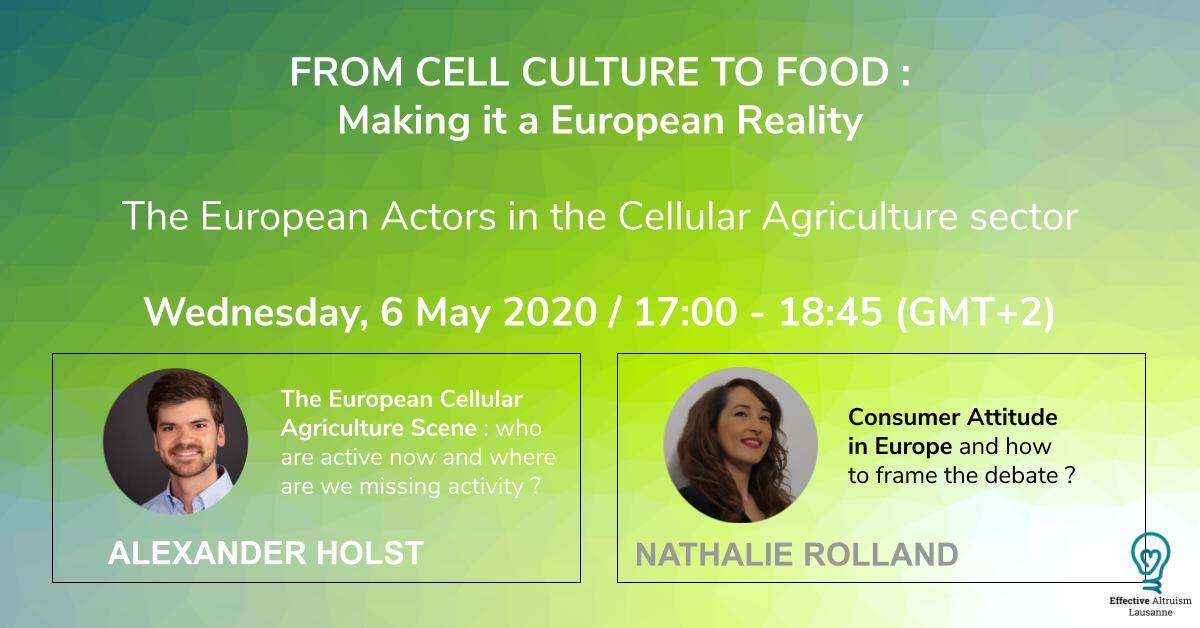 FROM CELL CULTURE TO FOOD :
Making it a European Reality
The European Actors in the Cellular Agriculture sector
Wednesday, 6 May 2020 / 17:00 - 18:45 (GMT+2)
The European Cellular
Agriculture Scene : who
are active now and where
are we missing activity ?
ALEXANDER HOLST
Consumer Attitude
in Europe and how
to frame the debate ?
NATHALIE ROLLAND
Effective Altruism
Lausanne